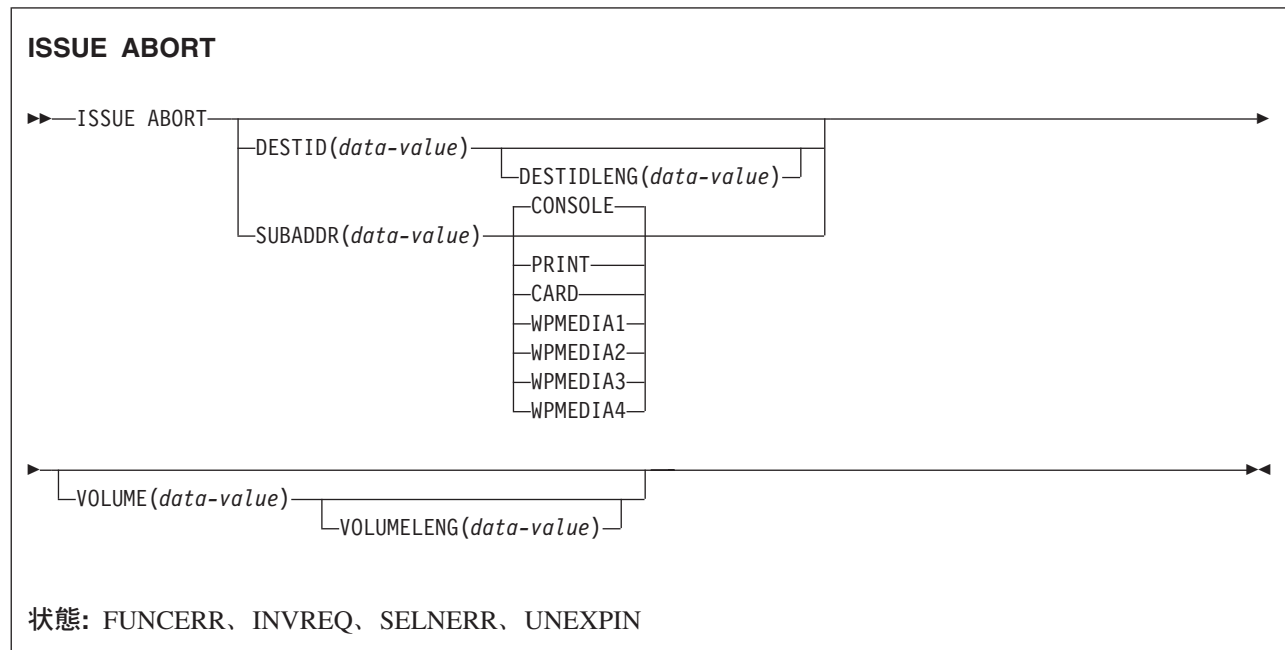 ISSUE ABORT
ISSUE ABORT
DESTID(data-value)
DESTIDLENG(data-value)
CONSOLE
SUBADDR(data-value)
PRINT
CARD
WPMEDIA1
WPMEDIA2
WPMEDIA3
WPMEDIA4
VOLUME(data-value)
VOLUMELENG(data-value)
状態: FUNCERR、INVREQ、SELNERR、UNEXPIN